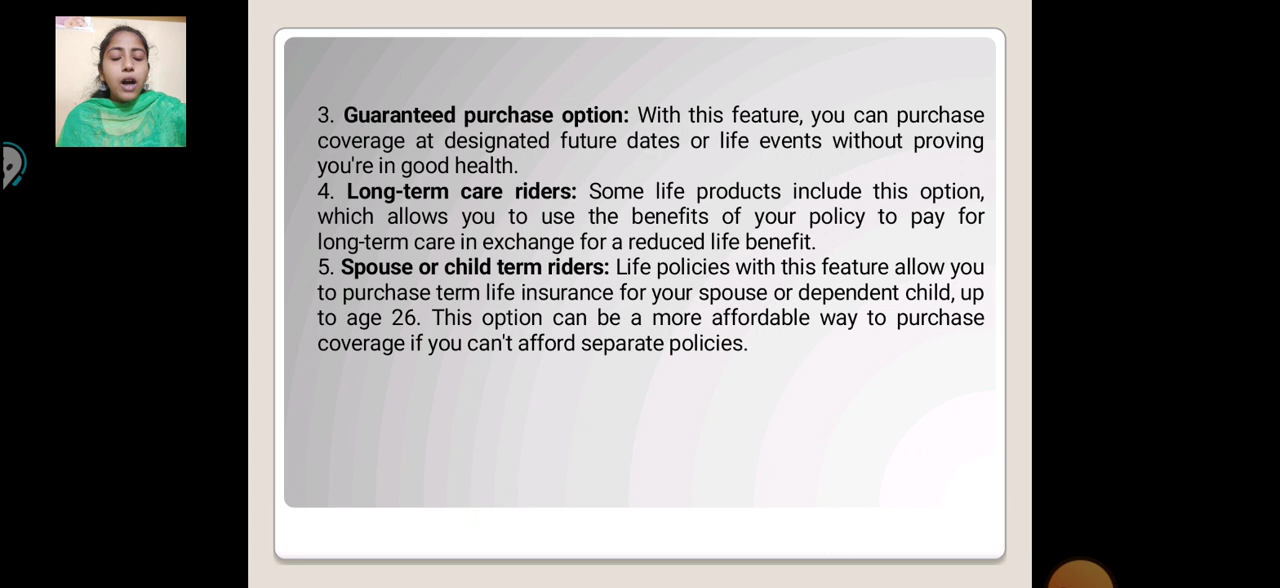 3. Guaranteed purchase option: With this feature, you can purchase
coverage at designated future dates or life events without proving
you're in good health.
4. Long-term care riders: Some life products include this option,
which allows you to use the benefits of your policy to pay for
long-term care in exchange for a reduced life benefit.
5. Spouse or child term riders: Life policies with this feature allow you
to purchase term life insurance for your spouse or dependent child, up
to age 26. This option can be a more affordable way to purchase
coverage if you can't afford separate policies.